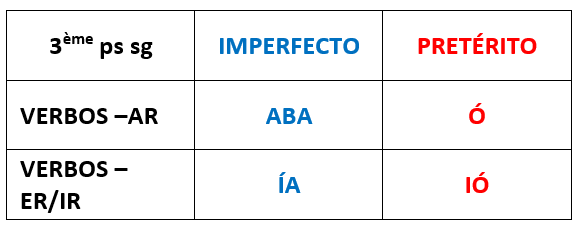 3ème ps sg IMPERFECTO PRETÉRITO
VERBOS –AR ABA Ó
VERBOS –
ER/IR ÍA IÓ